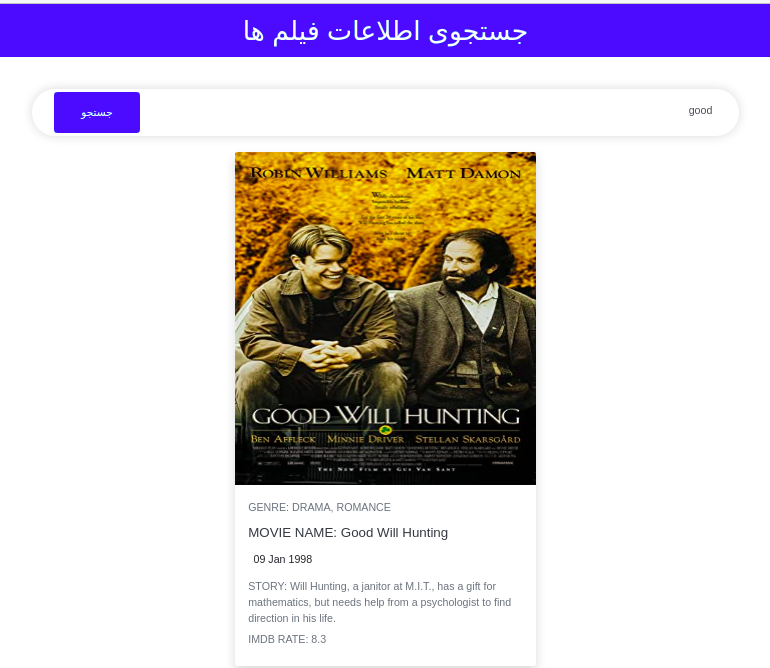 جستجوی اطلاعات فیلم ها
good
جستجو
ROBIN WILLIAMS MATT DAMON
GOOD WILL HUNTING
BEN AFFLECK MINNIE DRIVER STELLAN SKARSGÅRD
THE NEW FILM BY GUS VAN SANT
GENRE: DRAMA, ROMANCE
MOVIE NAME: Good Will Hunting
09 Jan 1998
STORY: Will Hunting, a janitor at M.I.T., has a gift for
mathematics, but needs help from a psychologist to find
direction in his life.
IMDB RATE: 8.3